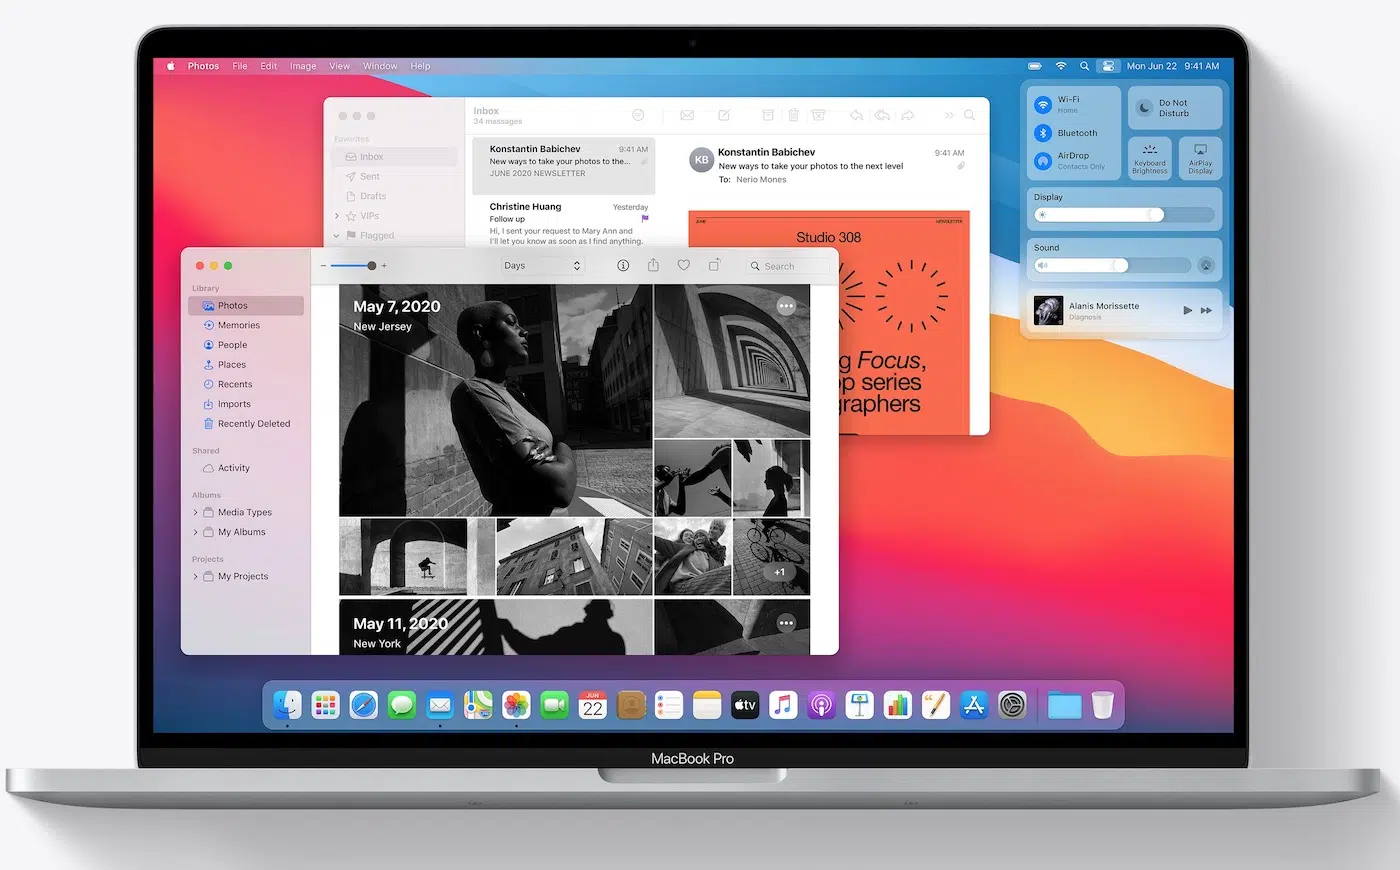 Photos File Edit Image View Window Help
Mon Jun 22 9:41 AM
Favorites
Inbox
Sent
Drafts
VIPs
Flagged
Inbox
34 messages
Konstantin Babichev 9:41 AM
New ways to take your photos to the...
JUNE 2020 NEWSLETTER
Christine Huang Yesterday
Follow up
Hi, I sent your request to Mary Ann and
I'll let you know as soon as I find anything.
KB
Konstantin Babichev 9:41 AM
New ways to take your photos to the next level
To: Nerio Mones
JUNE NEWSLETTER
Studio 308
g Focus,
op series
graphers
Wi-Fi
Home
Bluetooth
AirDrop
Contacts Only
Do Not
Disturb
Keyboard
Brightness
AirPlay
Display
Display
Sound
Alanis Morissette
Diagnosis
Days
Search
Library
Photos
Memories
People
Places
Recents
Imports
Recently Deleted
Shared
Activity
Albums
Media Types
My Albums
Projects
My Projects
May 7, 2020
New Jersey
+1
May 11, 2020
New York
JUN
22
tv
MacBook Pro